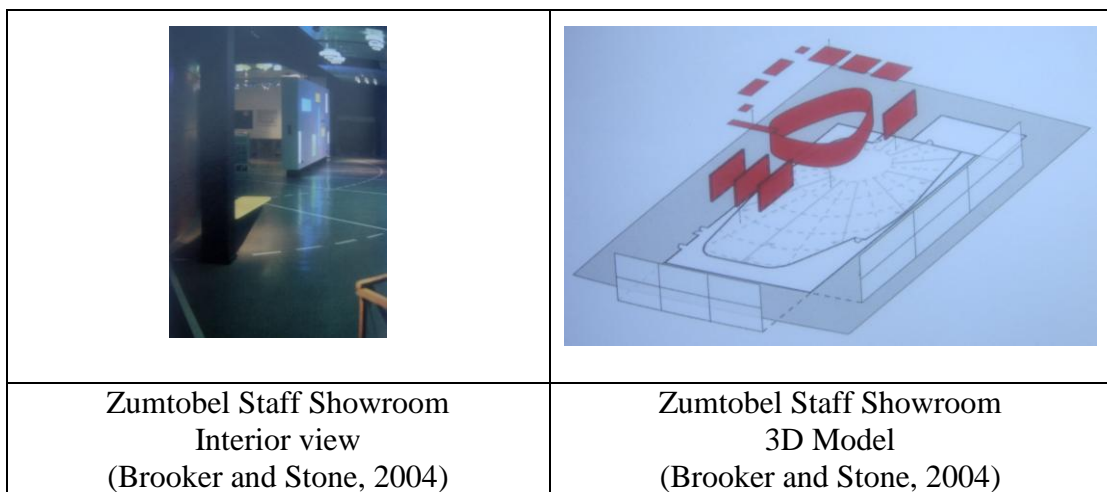 Zumtobel Staff Showroom
Interior view
(Brooker and Stone, 2004)
Zumtobel Staff Showroom
3D Model
(Brooker and Stone, 2004)